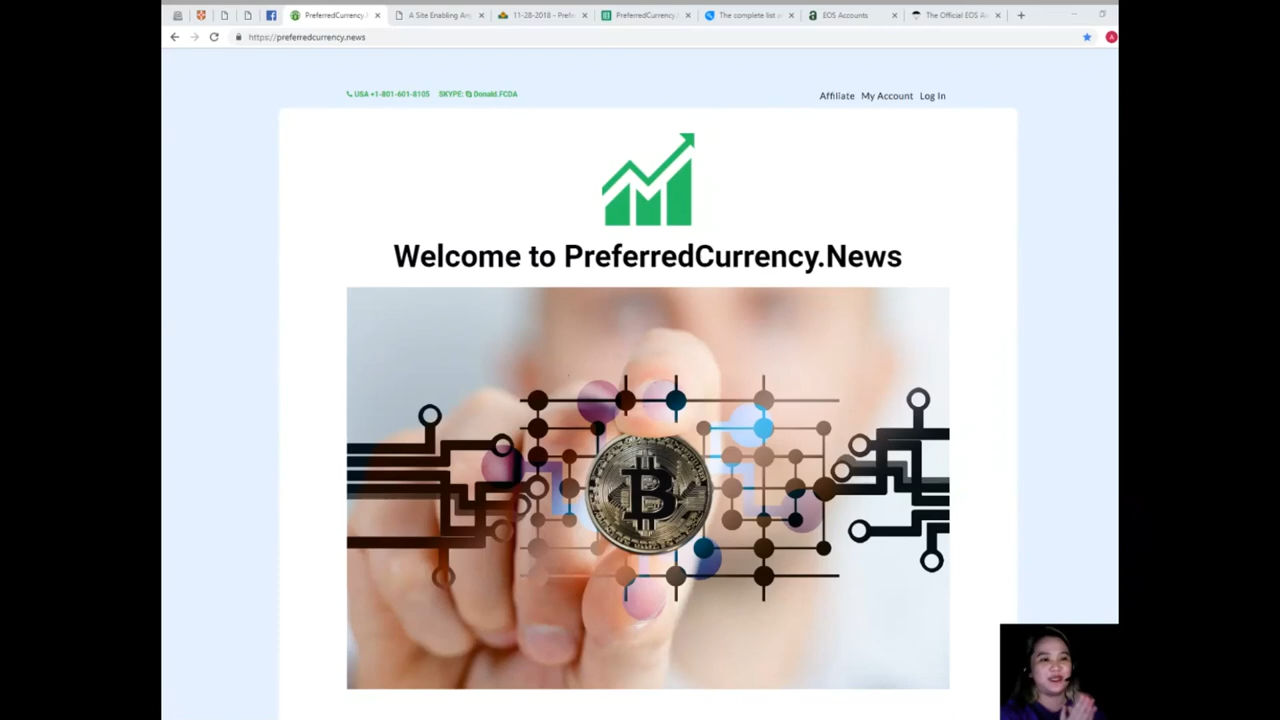 PreferredCurrency.N
A Site Enabling An
11-28-2018 - Prefe
PreferredCurrency.
The complete list o
EOS Accounts
The Official EOS A
https://preferredcurrency.news
A
USA +1-801-601-8105 SKYPE: Donald.FCDA
Affiliate My Account Log In
Welcome to PreferredCurrency.News